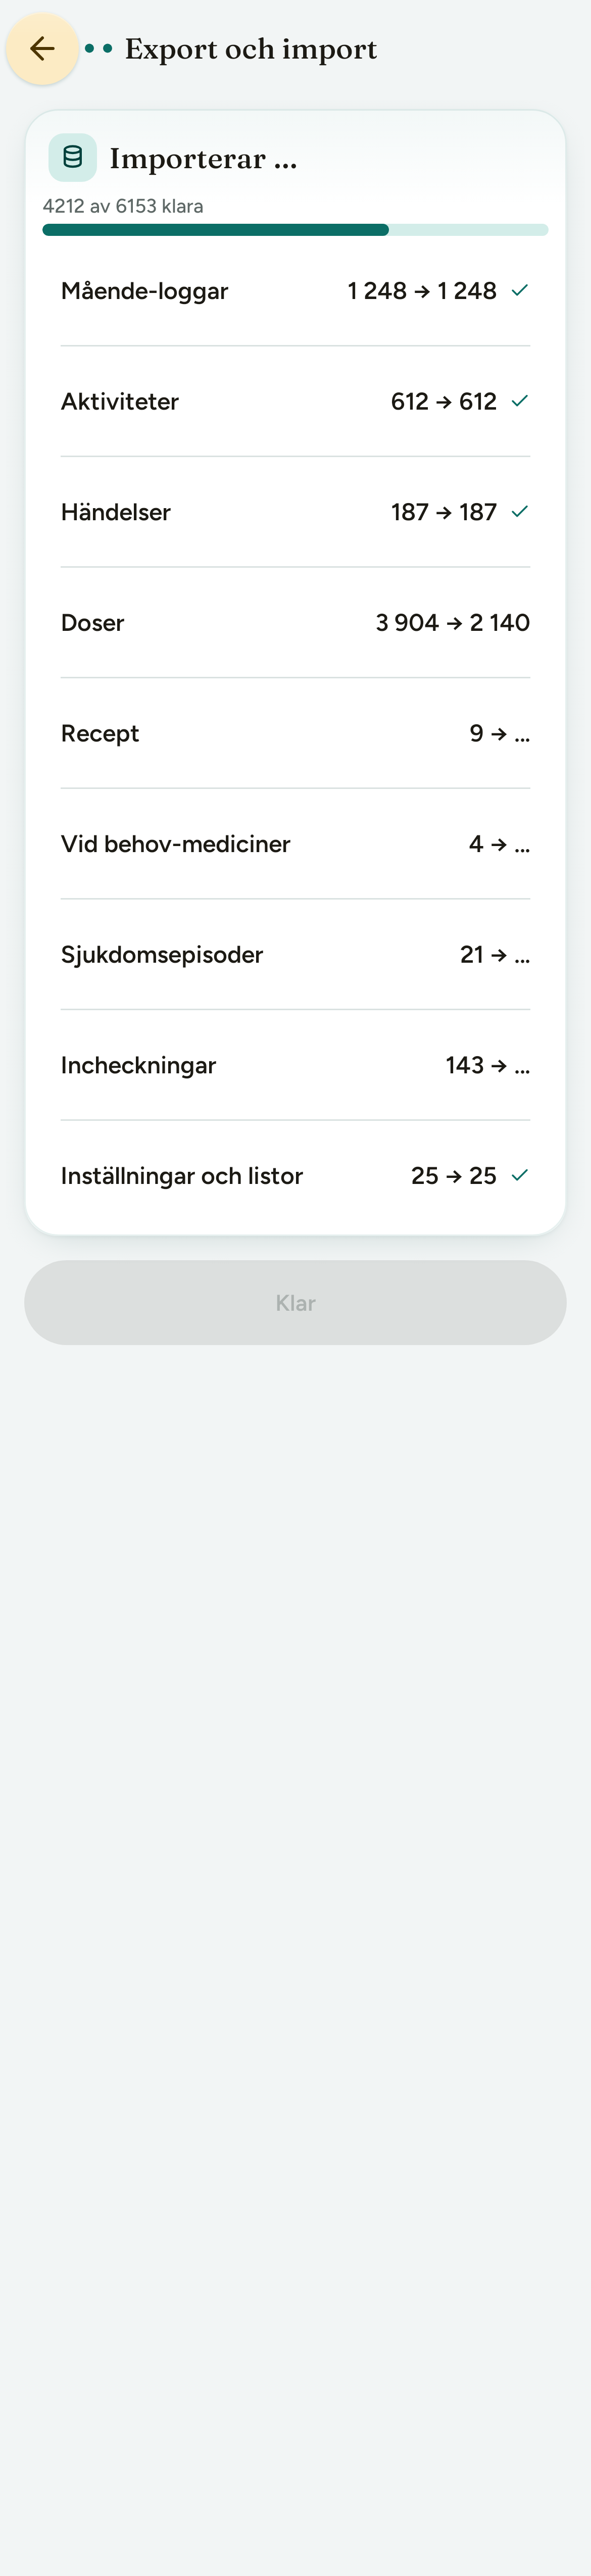 Export och import
Importerar ...
4212 av 6153 klara
Mående-loggar 1 248 → 1 248 ✓
Aktiviteter 612 → 612 ✓
Händelser 187 → 187 ✓
Doser 3 904 → 2 140
Recept 9 → ...
Vid behov-mediciner 4 → ...
Sjukdomsepisoder 21 → ...
Incheckningar 143 → ...
Inställningar och listor 25 → 25 ✓
Klar